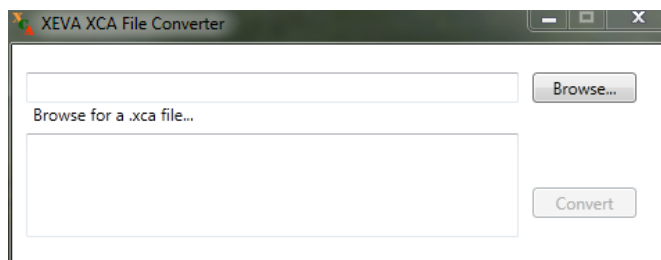 XEVA XCA File Converter
Browse...
Browse for a .xca file...
Convert